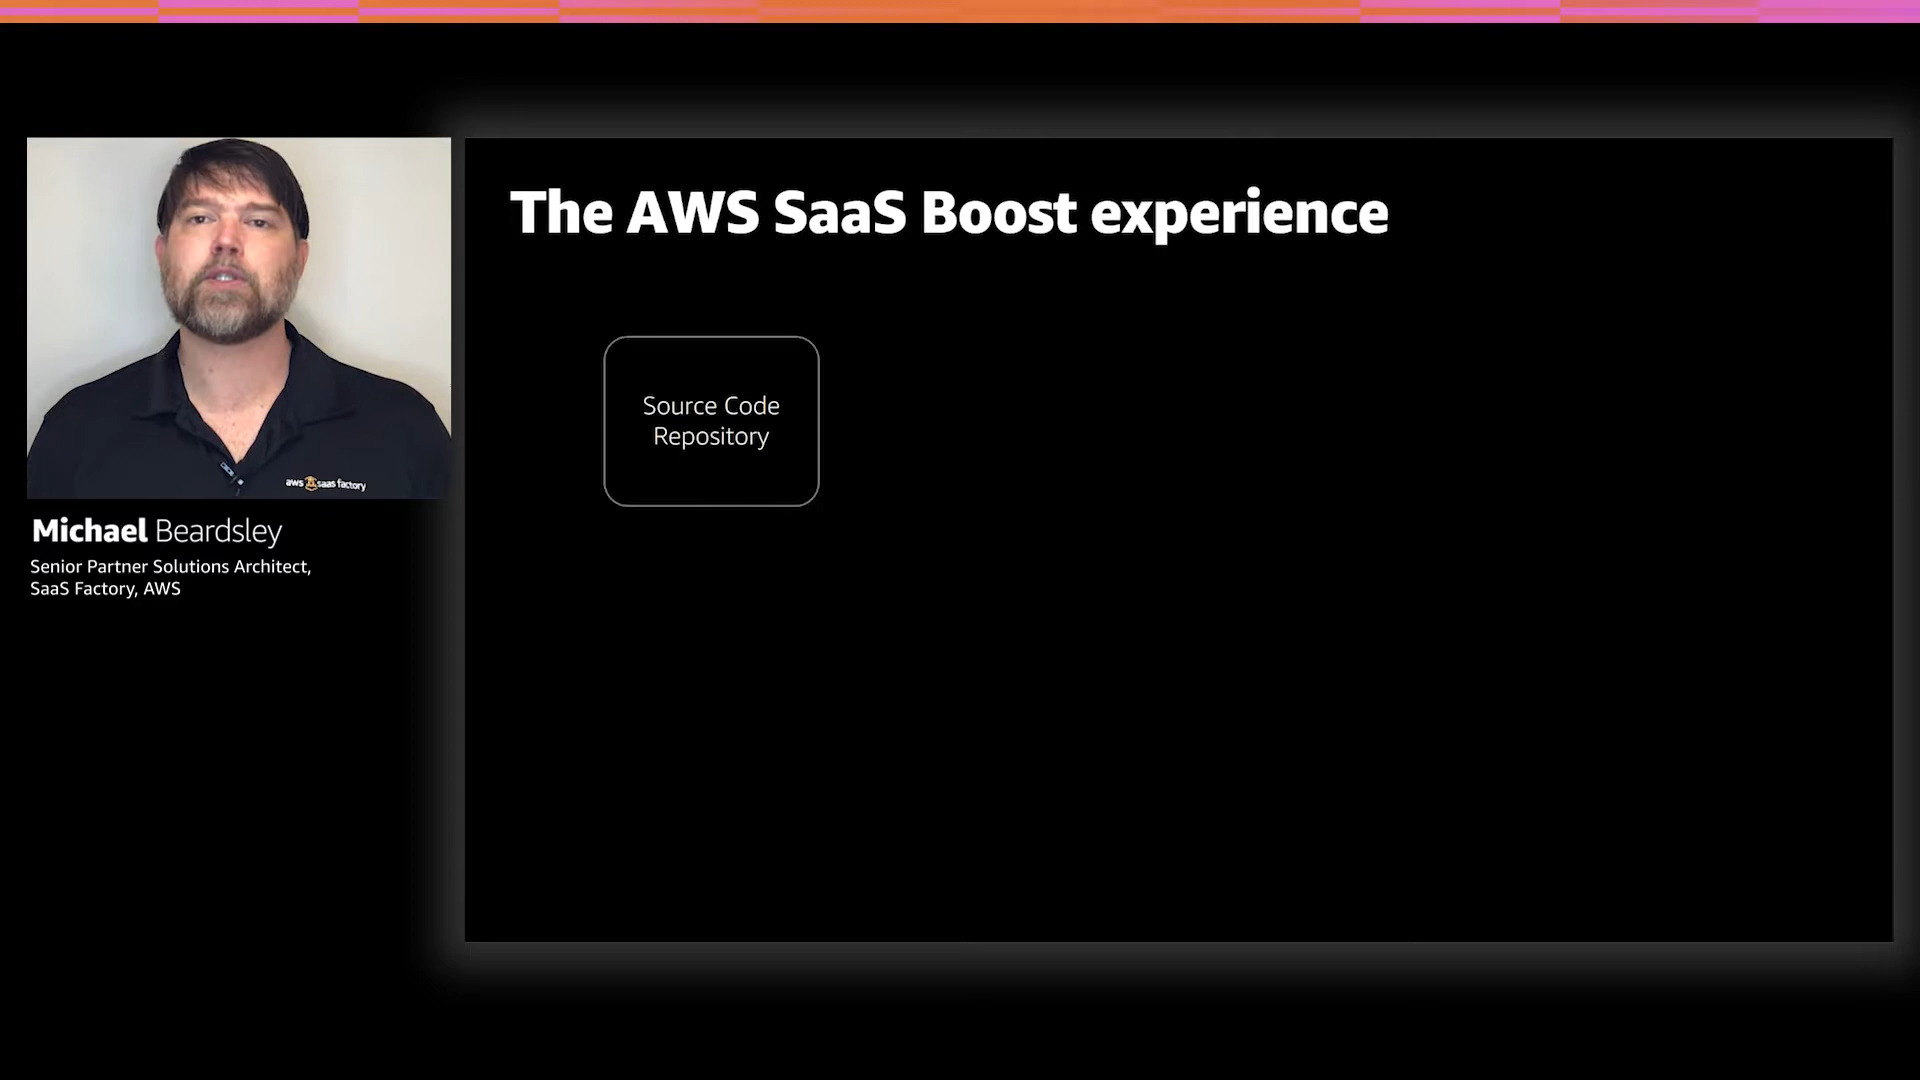 The AWS SaaS Boost experience
Source Code
Repository
aws saas factory
Michael Beardsley
Senior Partner Solutions Architect,
SaaS Factory, AWS